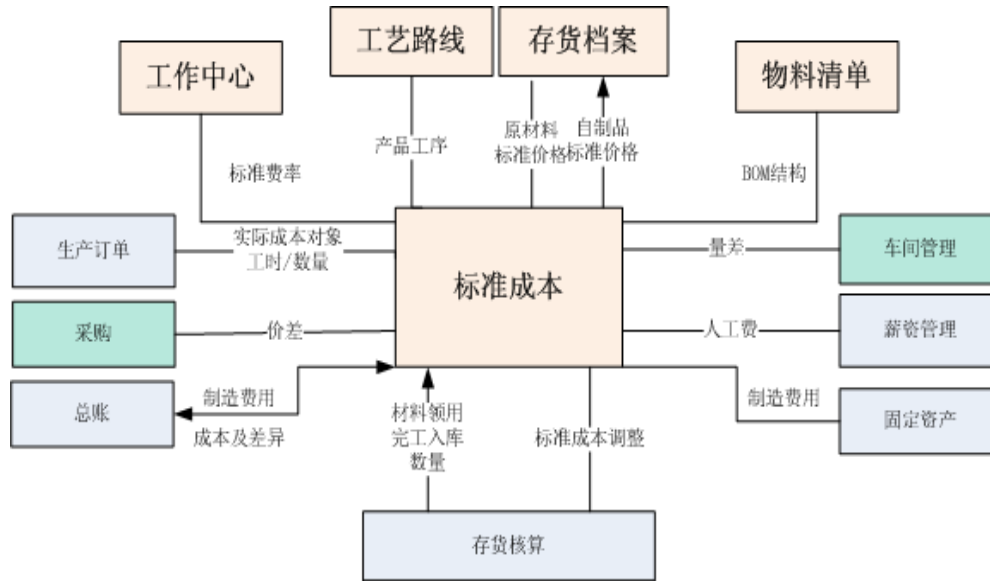 工艺路线
存货档案
工作中心
物料清单
产品工序
原材料
标准价格
自制品
标准价格
标准费率
BOM结构
生产订单
实际成本对象
工时/数量
标准成本
量差
车间管理
采购
价差
人工费
薪资管理
总账
制造费用
成本及差异
材料领用
完工入库
数量
标准成本调整
制造费用
固定资产
存货核算